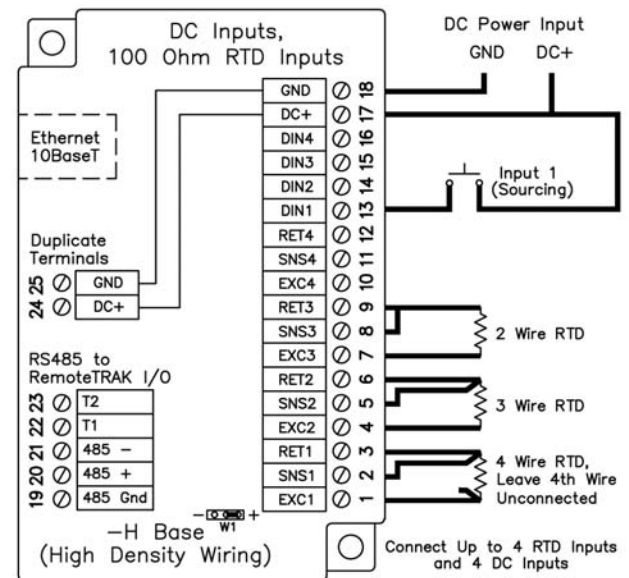 DC Inputs,
100 Ohm RTD Inputs
DC Power Input
GND DC+
GND 18
DC+ 17
DIN4 16
DIN3 15
DIN2 14
DIN1 13
RET4 12
SNS4 11
EXC4 10
RET3 9
SNS3 8
EXC3 7
RET2 6
SNS2 5
EXC2 4
RET1 3
SNS1 2
EXC1 1
Ethernet
10BaseT
Input 1
(Sourcing)
Duplicate
Terminals
25 GND
24 DC+
2 Wire RTD
RS485 to
RemoteTRAK I/O
23 T2
22 T1
21 485 -
20 485 +
19 485 Gnd
3 Wire RTD
4 Wire RTD,
Leave 4th Wire
Unconnected
- +
W1
-H Base
(High Density Wiring)
Connect Up to 4 RTD Inputs
and 4 DC Inputs